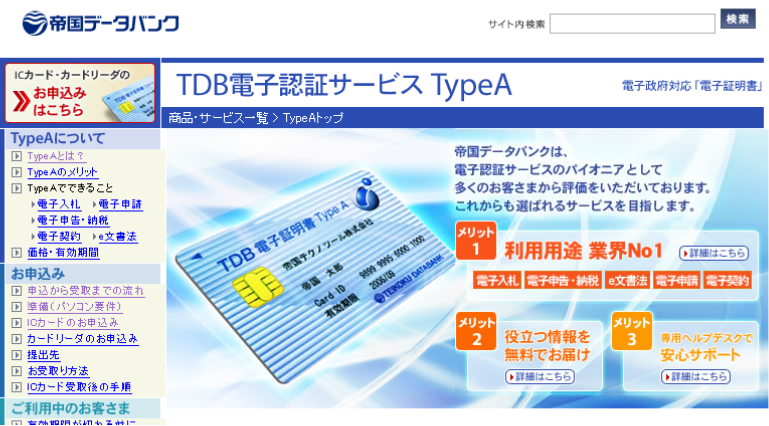 帝国データバンク
サイト内検索
検索
ICカード・カードリーダの
お申込み
はこちら
TDB電子認証サービス TypeA
電子政府対応「電子証明書」
商品・サービス一覧 > TypeAトップ
TypeAについて
TypeAとは？
TypeAのメリット
TypeAでできること
電子入札 電子申請
電子申告・納税
電子契約 e文書法
価格・有効期間
お申込み
申込から受取までの流れ
準備（パソコン要件）
ICカードのお申込み
カードリーダのお申込み
提出先
お受取り方法
ICカード受取後の手順
ご利用中のお客さま
有効期限が切れる前に
TDB 電子証明書 Type A
帝国テクノツール株式会社
帝国 太郎
Card ID 9999 9995 6000 1000
有効期限 2006/09
TEIKOKU DATABANK
帝国データバンクは、
電子認証サービスのパイオニアとして
多くのお客さまから評価をいただいております。
これからも選ばれるサービスを目指します。
メリット
1
利用用途 業界No1
詳細はこちら
電子入札 電子申告・納税 e文書法 電子申請 電子契約
メリット
2
役立つ情報を
無料でお届け
詳細はこちら
メリット
3
専用ヘルプデスクで
安心サポート
詳細はこちら